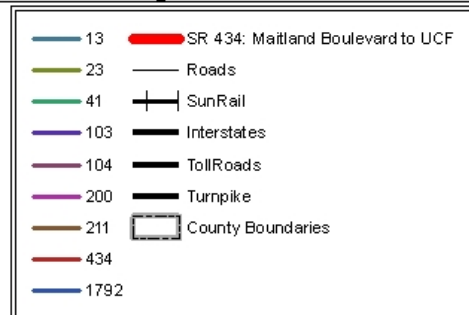 13 SR 434: Maitland Boulevard to UCF
23 Roads
41 SunRail
103 Interstates
104 TollRoads
200 Turnpike
211 County Boundaries
434
1792